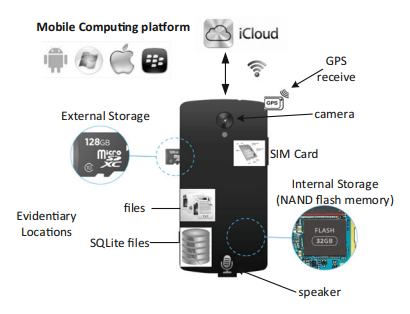 Mobile Computing platform
iCloud
GPS
receive
GPS
camera
External Storage
128GB
micro
SD
XC
SIM Card
Internal Storage
(NAND flash memory)
files
Evidentiary
Locations
SQLite files
FLASH
32GB
speaker